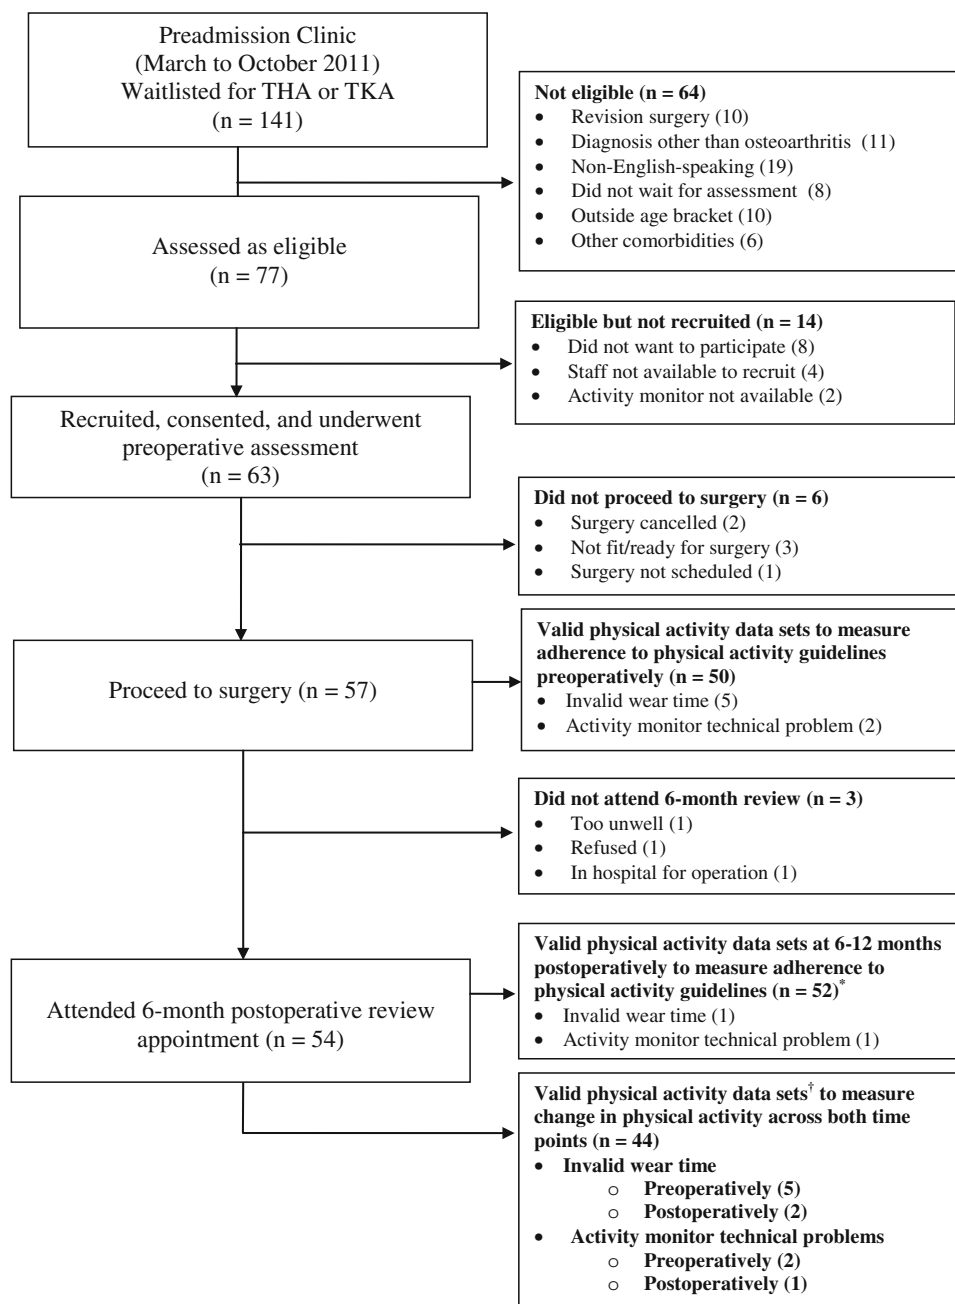 Preadmission Clinic
(March to October 2011)
Waitlisted for THA or TKA
(n = 141)
Not eligible (n = 64)
• Revision surgery (10)
• Diagnosis other than osteoarthritis (11)
• Non-English-speaking (19)
• Did not wait for assessment (8)
• Outside age bracket (10)
• Other comorbidities (6)
Assessed as eligible
(n = 77)
Eligible but not recruited (n = 14)
• Did not want to participate (8)
• Staff not available to recruit (4)
• Activity monitor not available (2)
Recruited, consented, and underwent
preoperative assessment
(n = 63)
Did not proceed to surgery (n = 6)
• Surgery cancelled (2)
• Not fit/ready for surgery (3)
• Surgery not scheduled (1)
Proceed to surgery (n = 57)
Valid physical activity data sets to measure
adherence to physical activity guidelines
preoperatively (n = 50)
• Invalid wear time (5)
• Activity monitor technical problem (2)
Did not attend 6-month review (n = 3)
• Too unwell (1)
• Refused (1)
• In hospital for operation (1)
Attended 6-month postoperative review
appointment (n = 54)
Valid physical activity data sets at 6-12 months
postoperatively to measure adherence to
physical activity guidelines (n = 52)*
• Invalid wear time (1)
• Activity monitor technical problem (1)
Valid physical activity data sets† to measure
change in physical activity across both time
points (n = 44)
• Invalid wear time
o Preoperatively (5)
o Postoperatively (2)
• Activity monitor technical problems
o Preoperatively (2)
o Postoperatively (1)